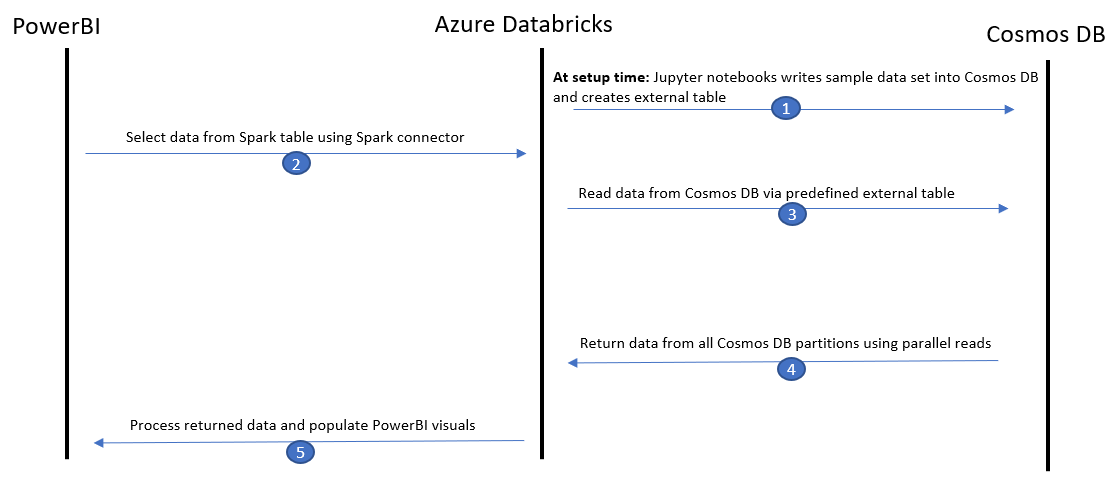 PowerBI
Azure Databricks
Cosmos DB
At setup time: Jupyter notebooks writes sample data set into Cosmos DB
and creates external table
1
Select data from Spark table using Spark connector
2
Read data from Cosmos DB via predefined external table
3
Return data from all Cosmos DB partitions using parallel reads
4
Process returned data and populate PowerBI visuals
5